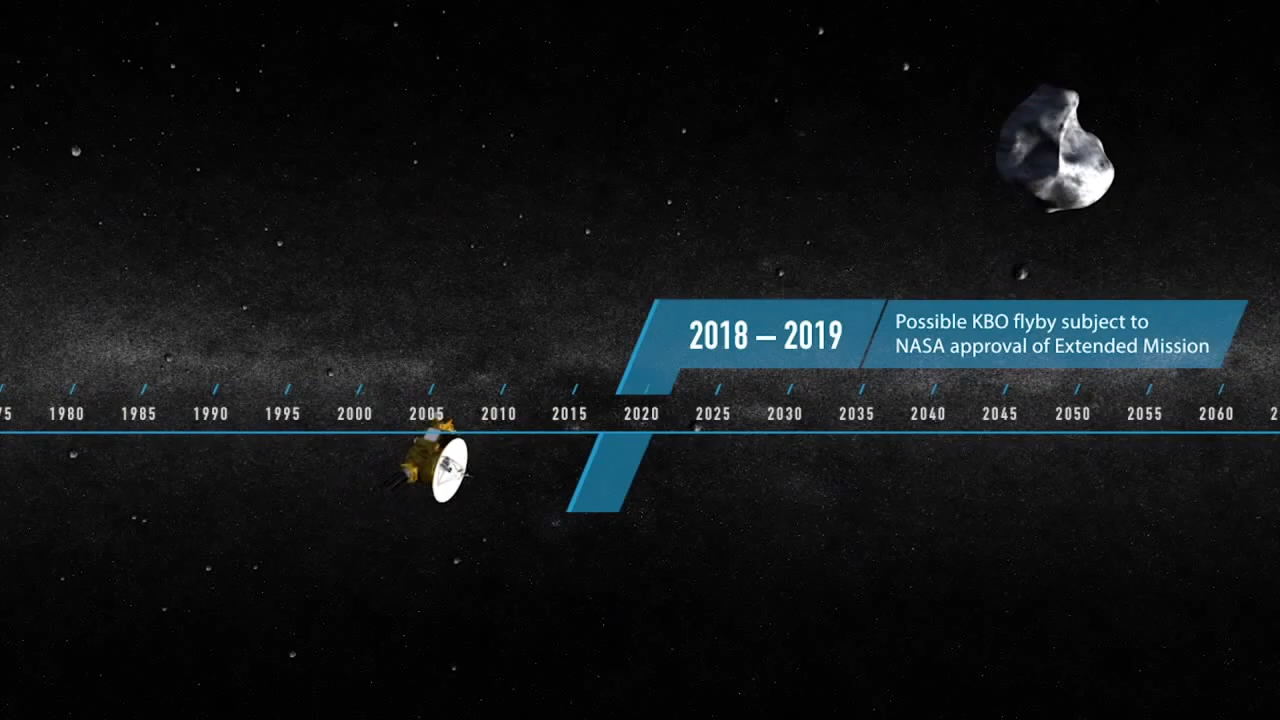 2018 – 2019
Possible KBO flyby subject to
NASA approval of Extended Mission
1980 1985 1990 1995 2000 2005 2010 2015 2020 2025 2030 2035 2040 2045 2050 2055 2060